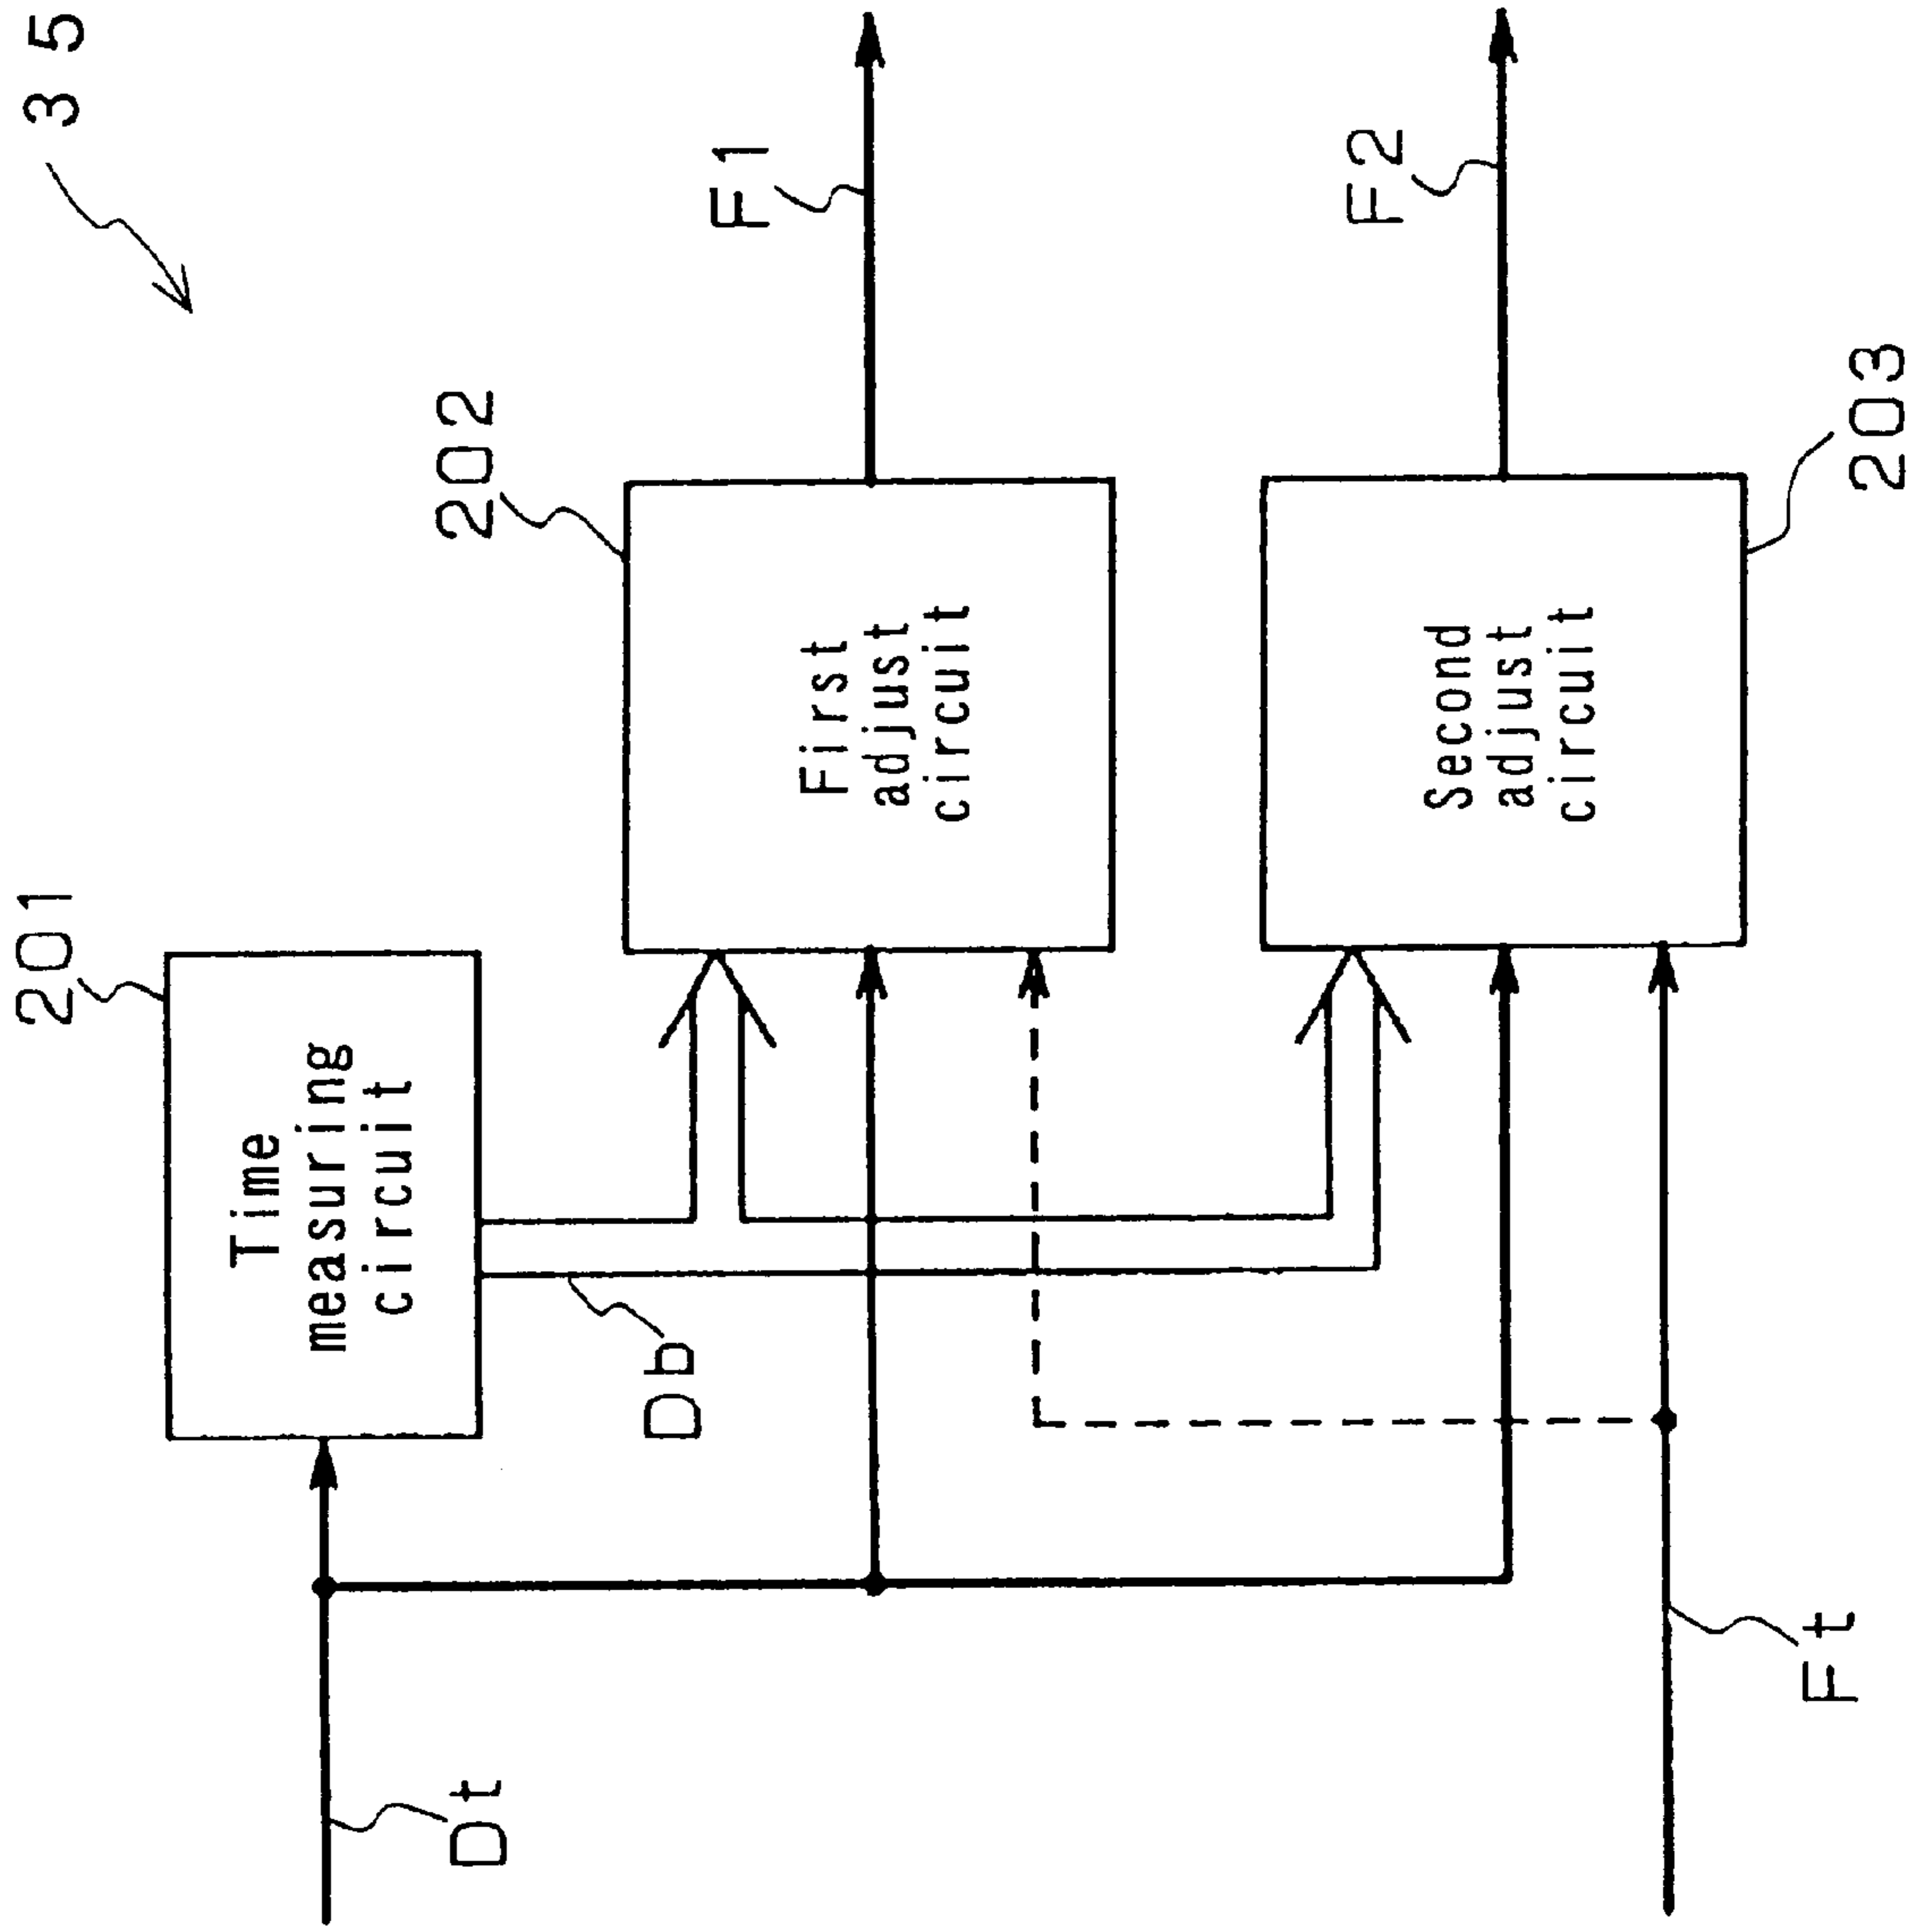 35
201
Time
measuring
circuit
Dt
Db
202
First
adjust
circuit
F1
Second
adjust
circuit
F2
203
Ft